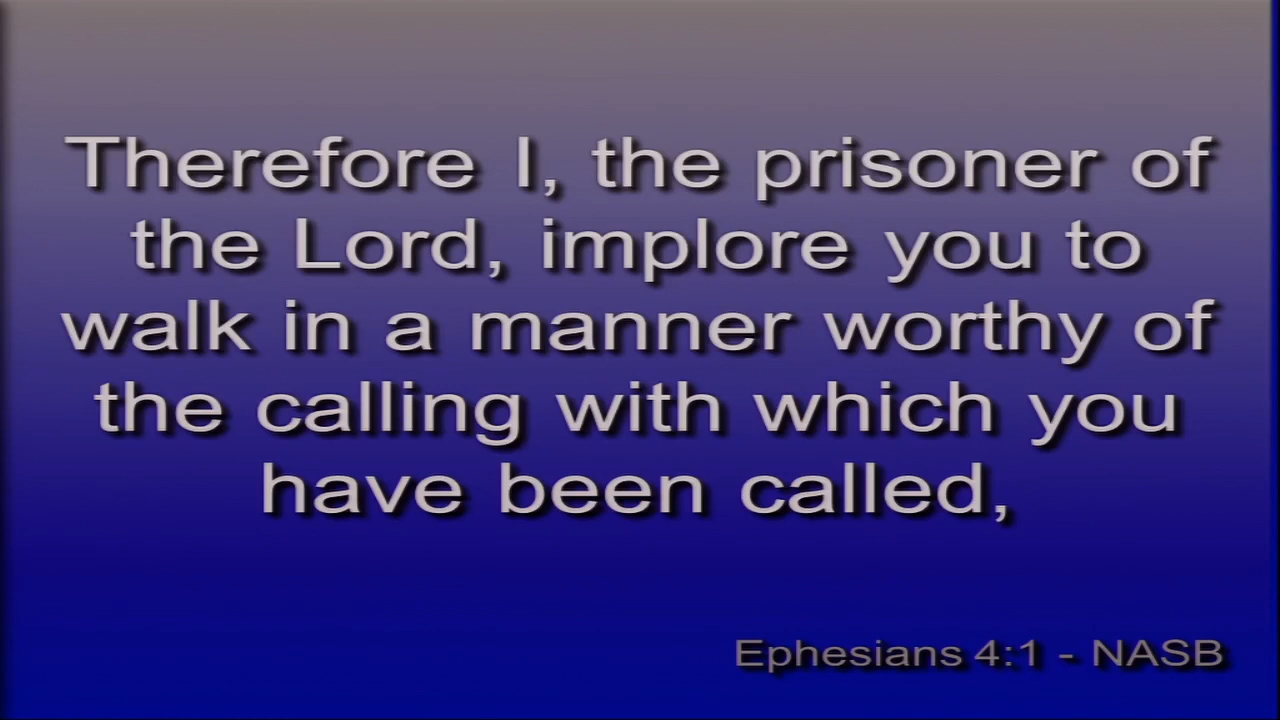 Therefore I, the prisoner of
the Lord, implore you to
walk in a manner worthy of
the calling with which you
have been called,
Ephesians 4:1 - NASB